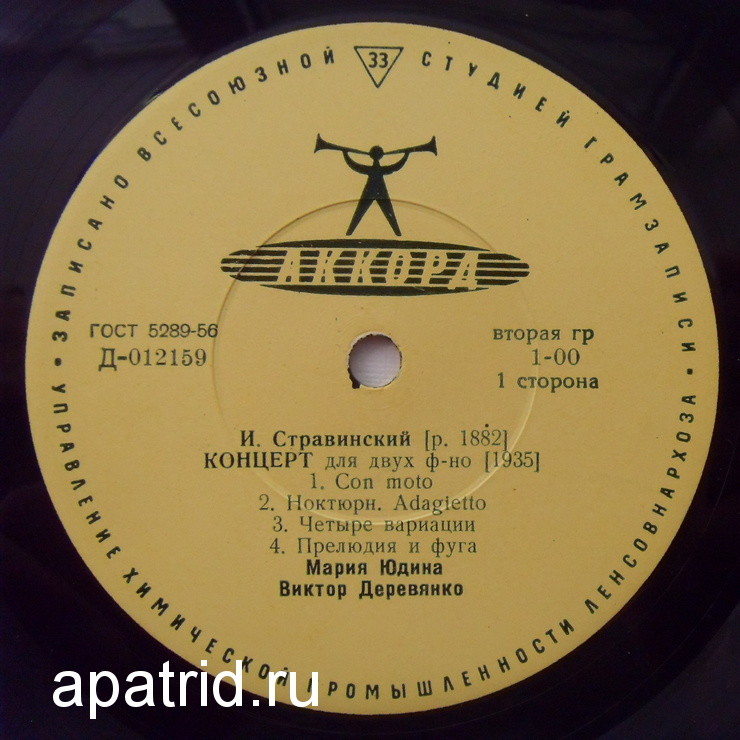 ЗАПИСАНО ВСЕСОЮЗНОЙ 33 СТУДИЕЙ ГРАМЗАПИСИ
АККОРД
ГОСТ 5289-56
Д-012159
вторая гр
1-00
1 сторона
И. Стравинский [р. 1882]
КОНЦЕРТ для двух ф-но [1935]
1. Con moto
2. Ноктюрн. Adagietto
3. Четыре вариации
4. Прелюдия и фуга
Мария Юдина
Виктор Деревянко
УПРАВЛЕНИЕ ХИМИЧЕСКОЙ ПРОМЫШЛЕННОСТИ ЛЕНСОВНАРХОЗА
apatrid.ru